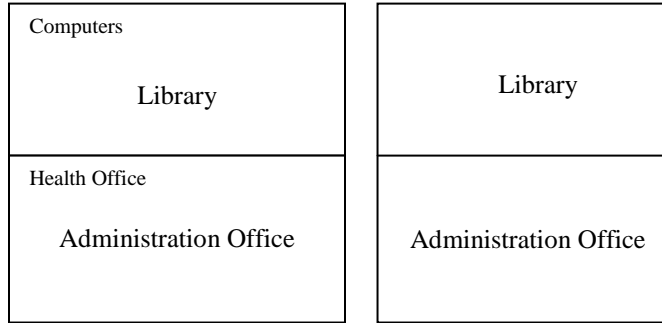 Computers
Library
Health Office
Administration Office
Library
Administration Office